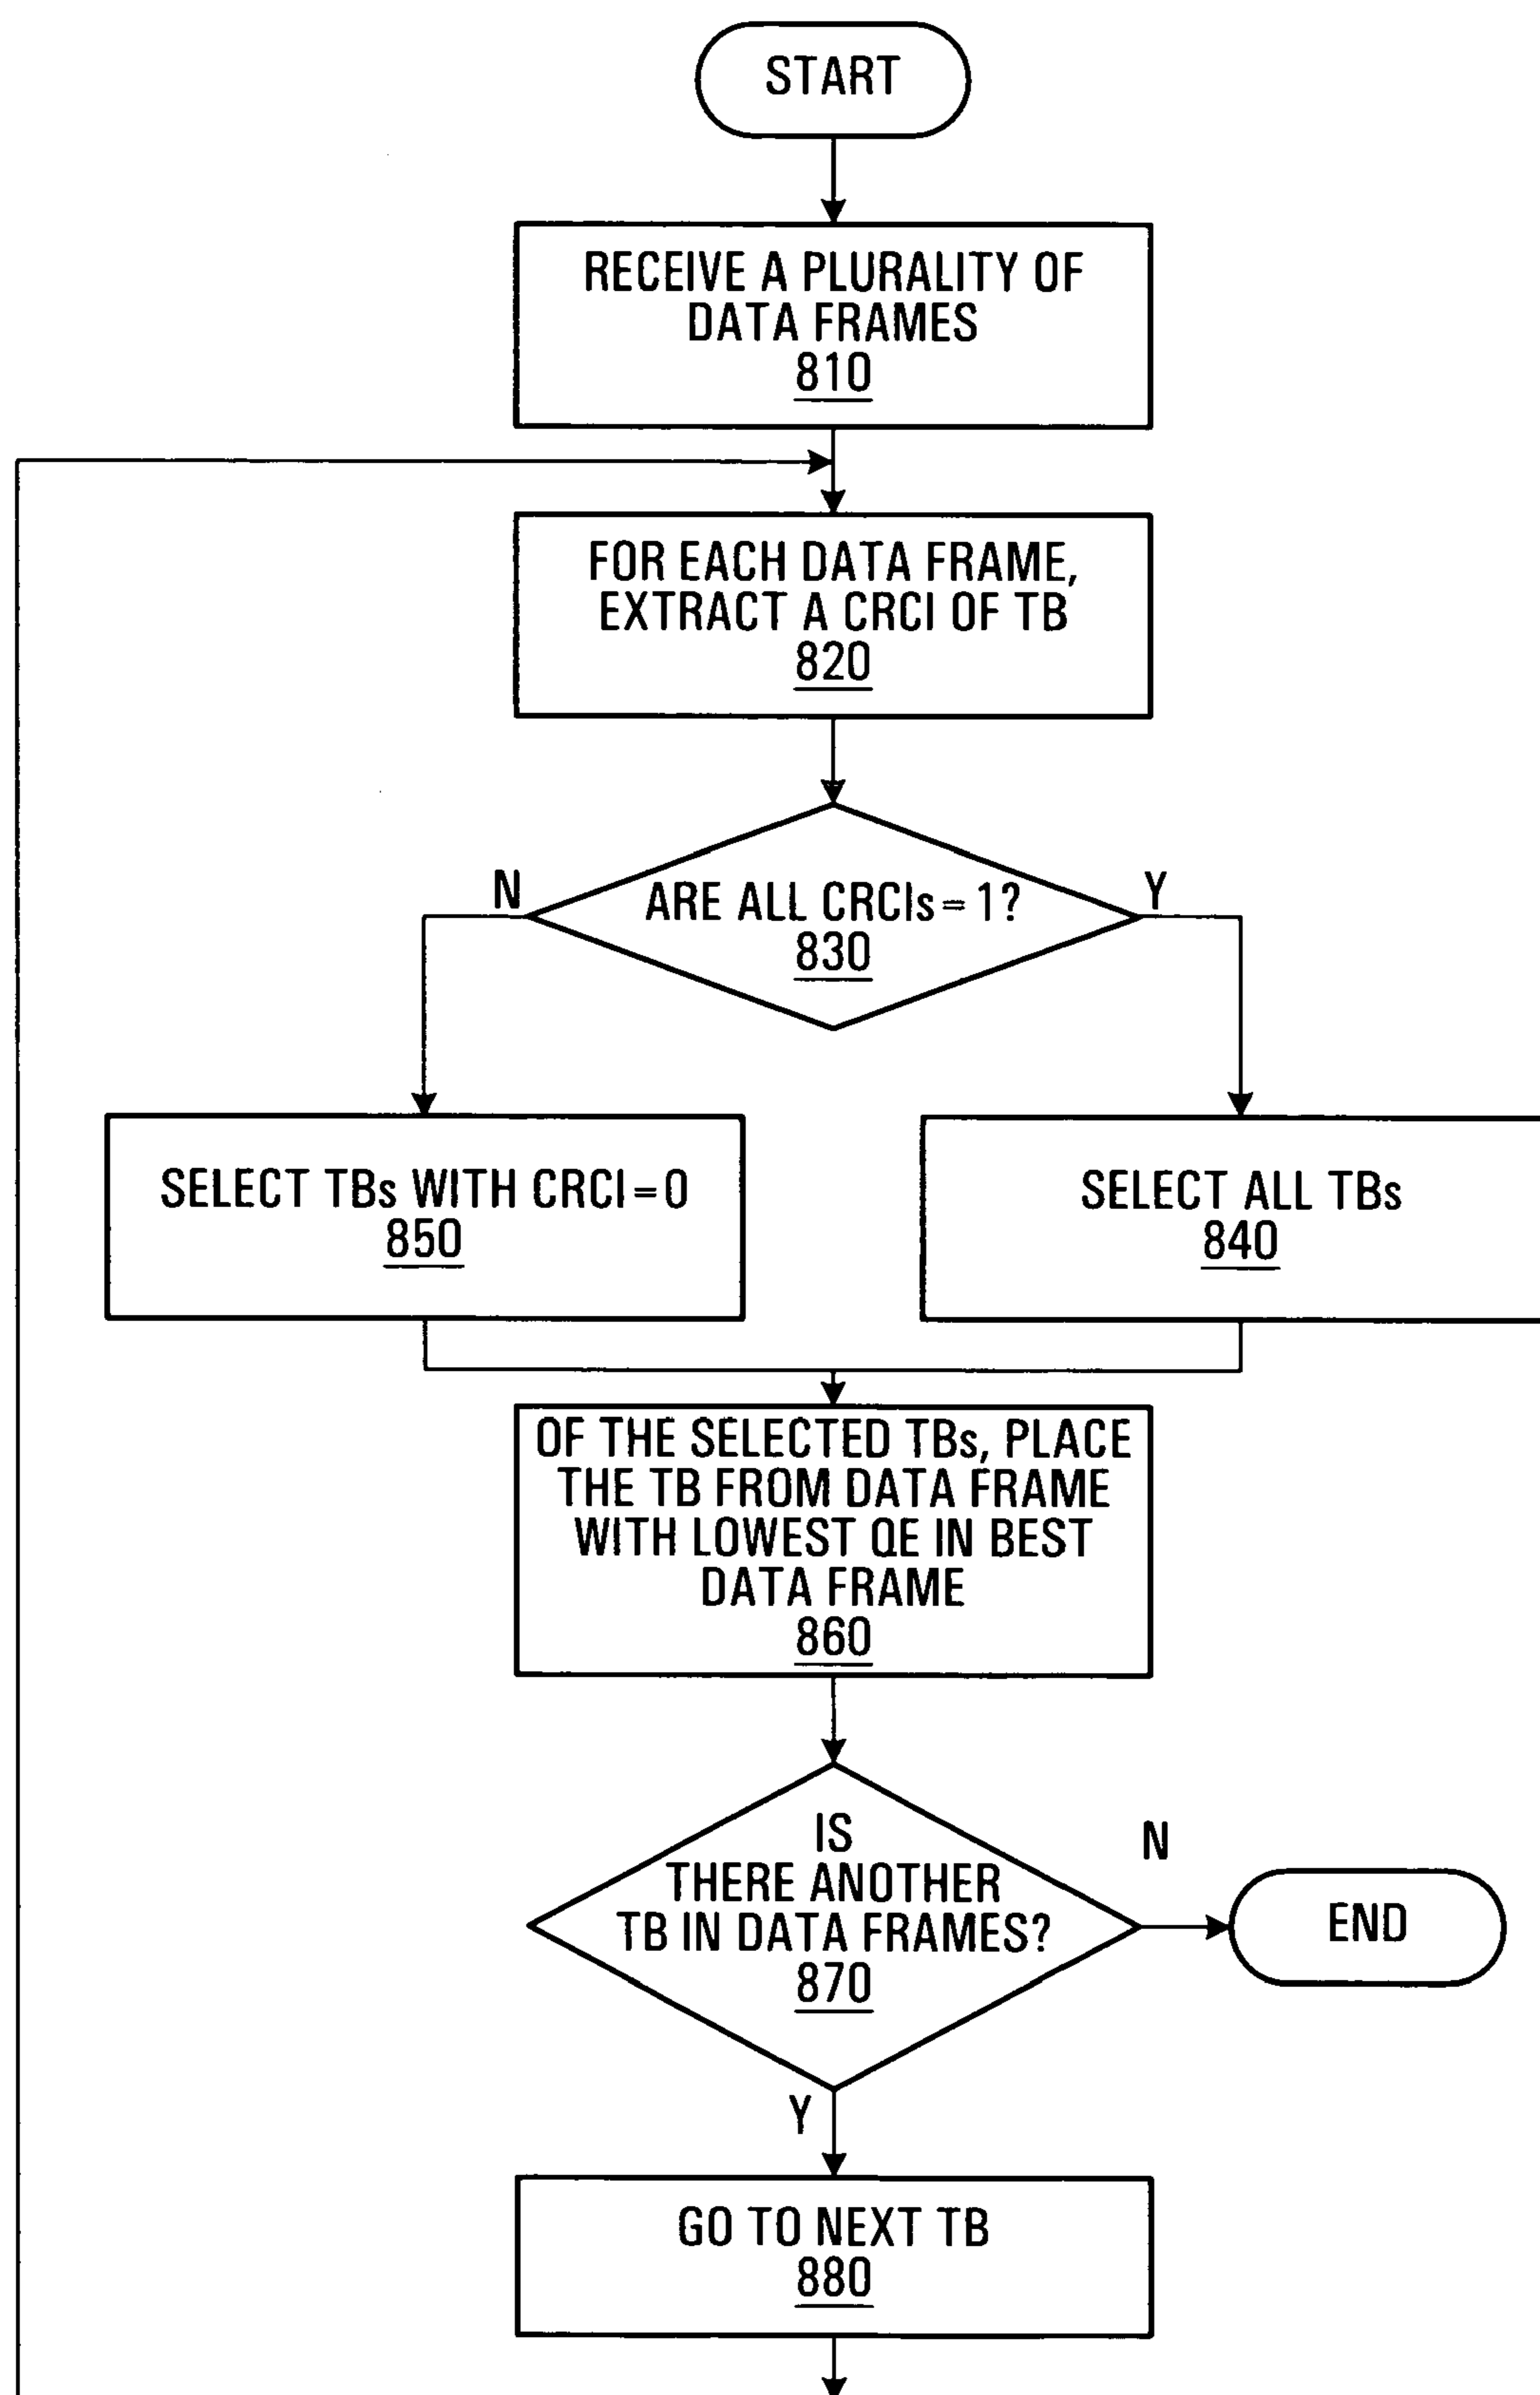 START
RECEIVE A PLURALITY OF
DATA FRAMES
810
FOR EACH DATA FRAME,
EXTRACT A CRCI OF TB
820
N
ARE ALL CRCIs = 1?
830
Y
SELECT TBs WITH CRCI = 0
850
SELECT ALL TBs
840
OF THE SELECTED TBs, PLACE
THE TB FROM DATA FRAME
WITH LOWEST QE IN BEST
DATA FRAME
860
IS
THERE ANOTHER
TB IN DATA FRAMES?
870
N
END
Y
GO TO NEXT TB
880